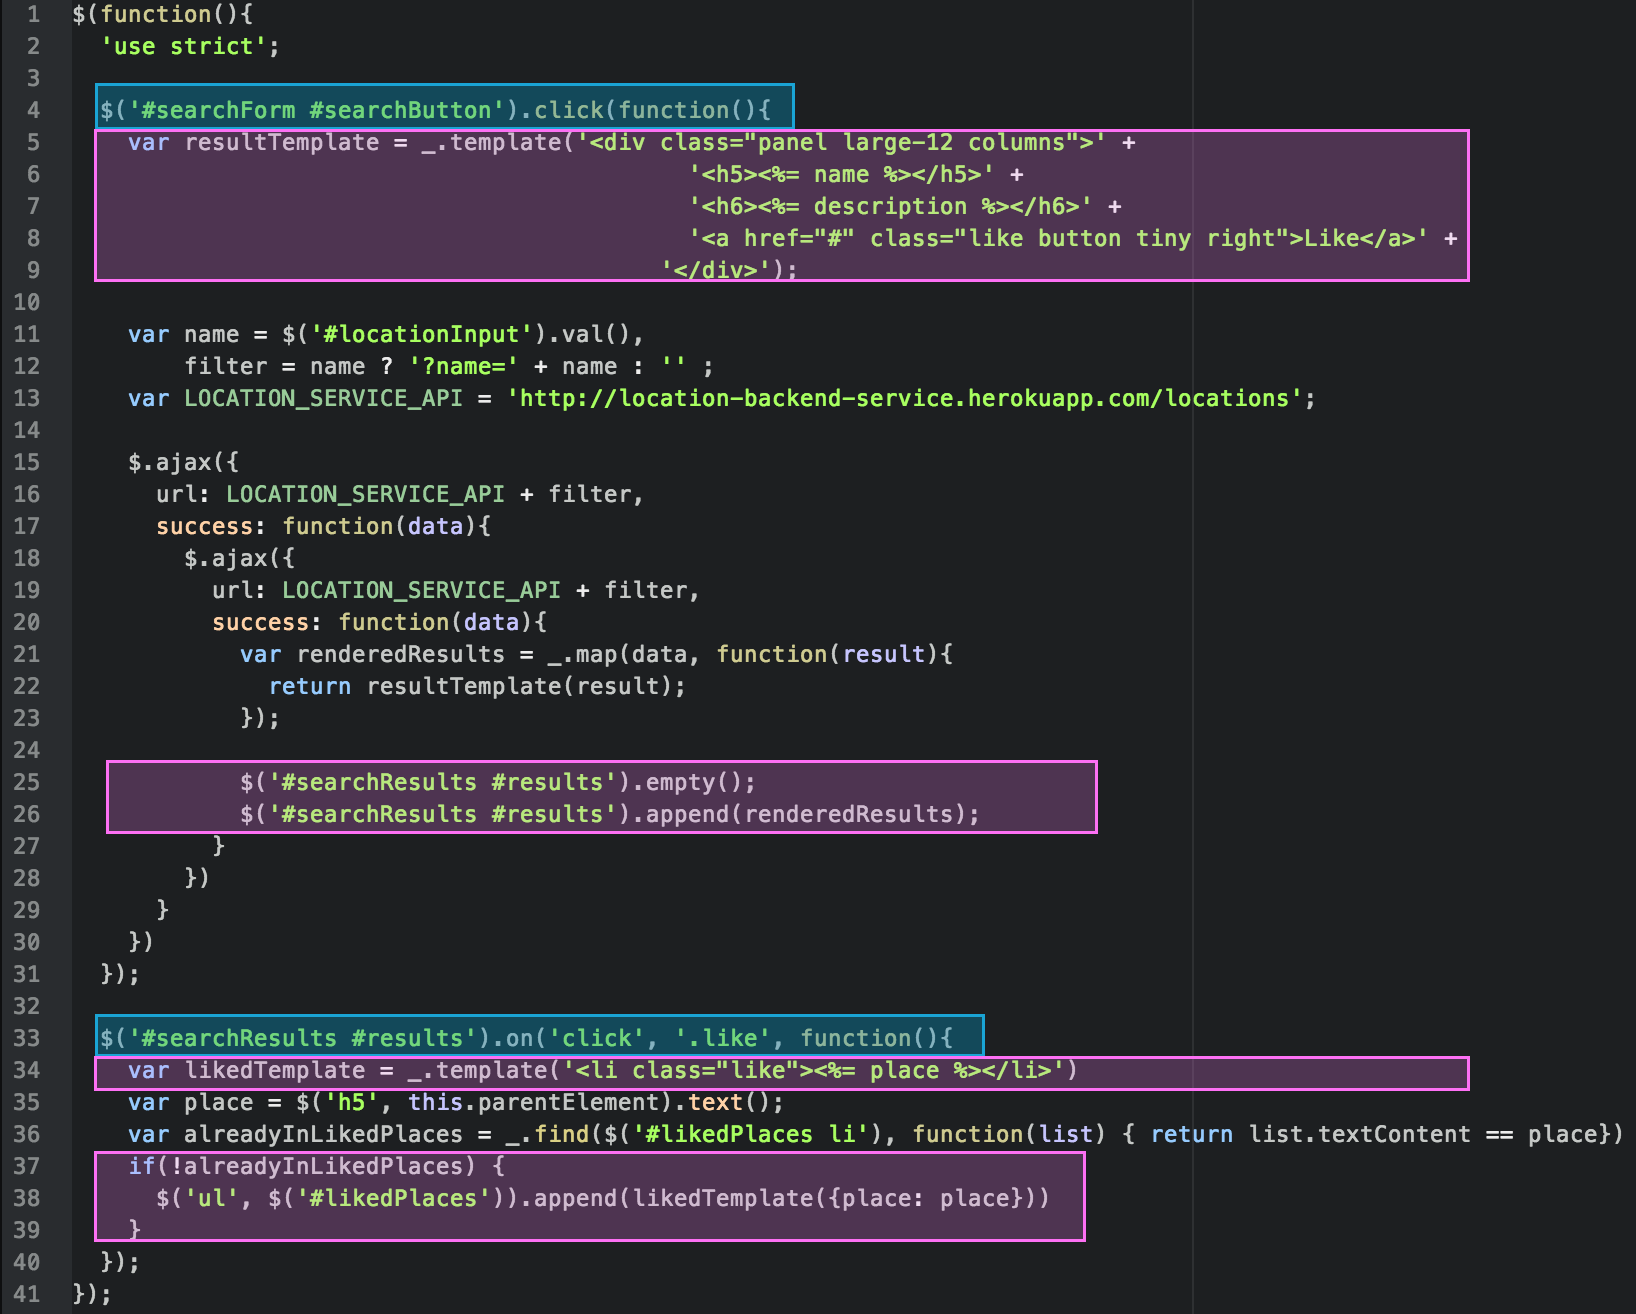 1 $(function(){
2   'use strict';
3
4   $('#searchForm #searchButton').click(function(){
5     var resultTemplate = _.template('<div class="panel large-12 columns">' +
6                                             '<h5><%= name %></h5>' +
7                                             '<h6><%= description %></h6>' +
8                                             '<a href="#" class="like button tiny right">Like</a>' +
9                                           '</div>');
10
11     var name = $('#locationInput').val(),
12         filter = name ? '?name=' + name : '' ;
13     var LOCATION_SERVICE_API = 'http://location-backend-service.herokuapp.com/locations';
14
15     $.ajax({
16       url: LOCATION_SERVICE_API + filter,
17       success: function(data){
18         $.ajax({
19           url: LOCATION_SERVICE_API + filter,
20           success: function(data){
21             var renderedResults = _.map(data, function(result){
22               return resultTemplate(result);
23             });
24
25             $('#searchResults #results').empty();
26             $('#searchResults #results').append(renderedResults);
27           }
28         })
29       }
30     })
31   });
32
33   $('#searchResults #results').on('click', '.like', function(){
34     var likedTemplate = _.template('<li class="like"><%= place %></li>')
35     var place = $('h5', this.parentElement).text();
36     var alreadyInLikedPlaces = _.find($('#likedPlaces li'), function(list) { return list.textContent == place})
37     if(!alreadyInLikedPlaces) {
38       $('ul', $('#likedPlaces')).append(likedTemplate({place: place}))
39     }
40   });
41 });